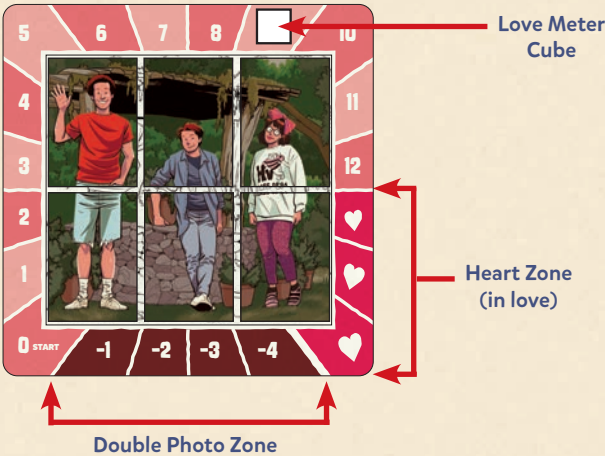 5 6 7 8 10
Love Meter
Cube
4 11
3 12
HV
2
1
Heart Zone
(in love)
0 START -1 -2 -3 -4
Double Photo Zone